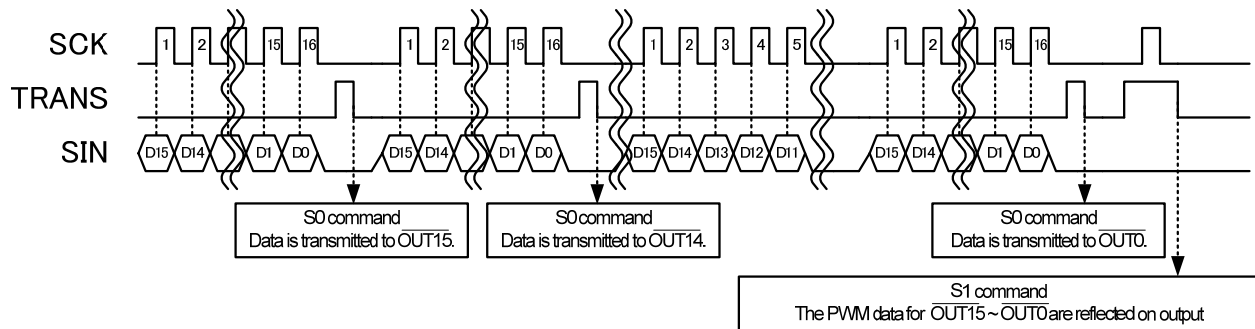 SCK 1 2 15 16 1 2 15 16 1 2 3 4 5 1 2 15 16
TRANS
SIN D15 D14 D1 D0 D15 D14 D1 D0 D15 D14 D13 D12 D11 D15 D14 D1 D0
S0 command
Data is transmitted to OUT15.
S0 command
Data is transmitted to OUT14.
S0 command
Data is transmitted to OUT0.
S1 command
The PWM data for OUT15~OUT0 are reflected on output